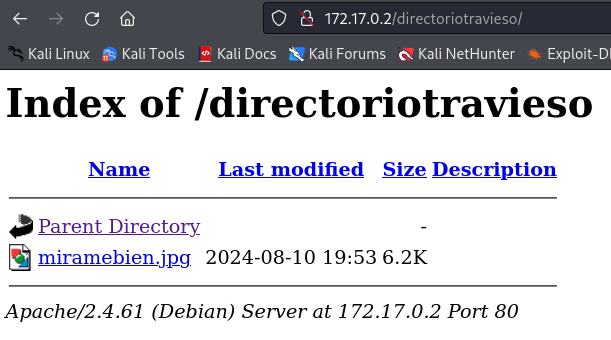 172.17.0.2/directoriotravieso/
Kali Linux Kali Tools Kali Docs Kali Forums Kali NetHunter Exploit-D
Index of /directoriotravieso
Name Last modified Size Description
Parent Directory -
miramebien.jpg 2024-08-10 19:53 6.2K
Apache/2.4.61 (Debian) Server at 172.17.0.2 Port 80